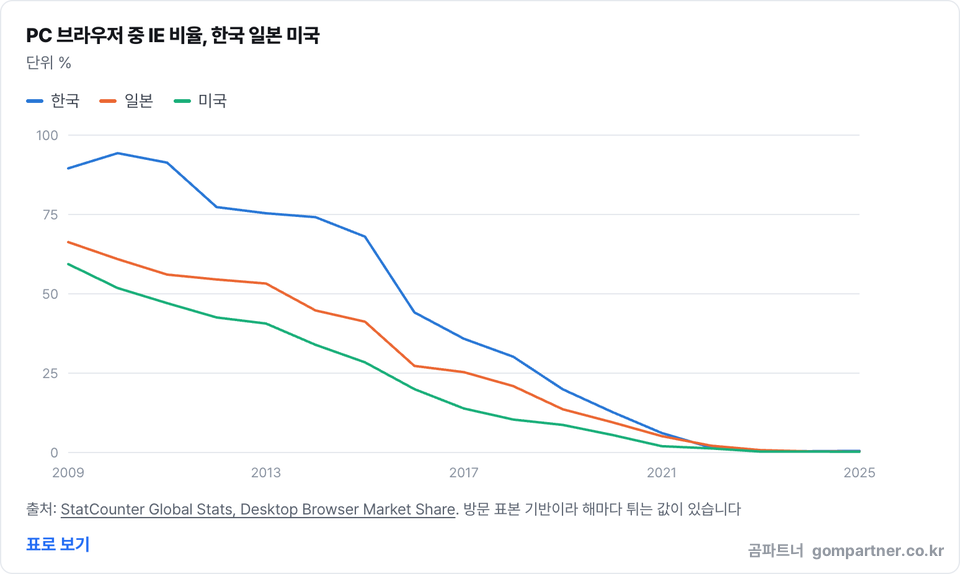 PC 브라우저 중 IE 비율, 한국 일본 미국
단위 %
한국 일본 미국
100
75
50
25
0
2009 2013 2017 2021 2025
출처: StatCounter Global Stats, Desktop Browser Market Share. 방문 표본 기반이라 해마다 튀는 값이 있습니다
표로 보기
곰파트너 gompartner.co.kr